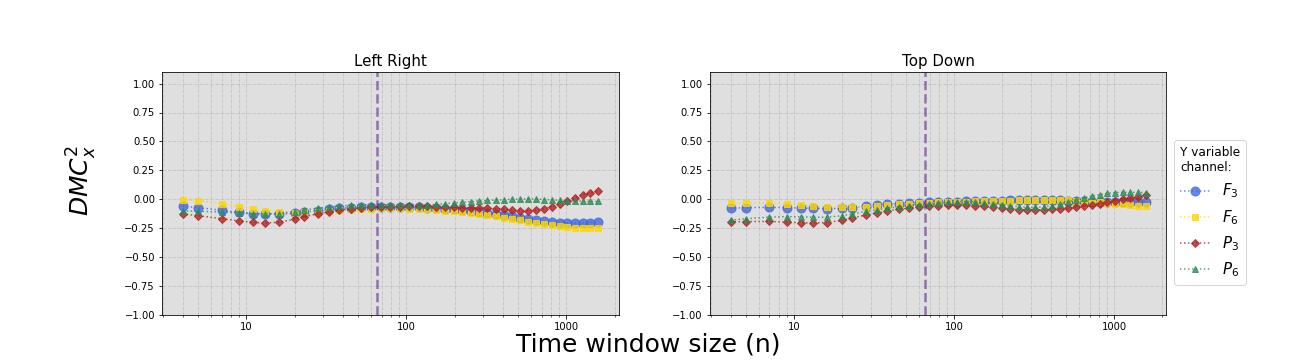 Left Right
Top Down
DMC²ₓ
1.00
0.75
0.50
0.25
0.00
−0.25
−0.50
−0.75
−1.00
10
100
1000
1.00
0.75
0.50
0.25
0.00
−0.25
−0.50
−0.75
−1.00
10
100
1000
Y variable
channel:
F₃
F₆
P₃
P₆
Time window size (n)